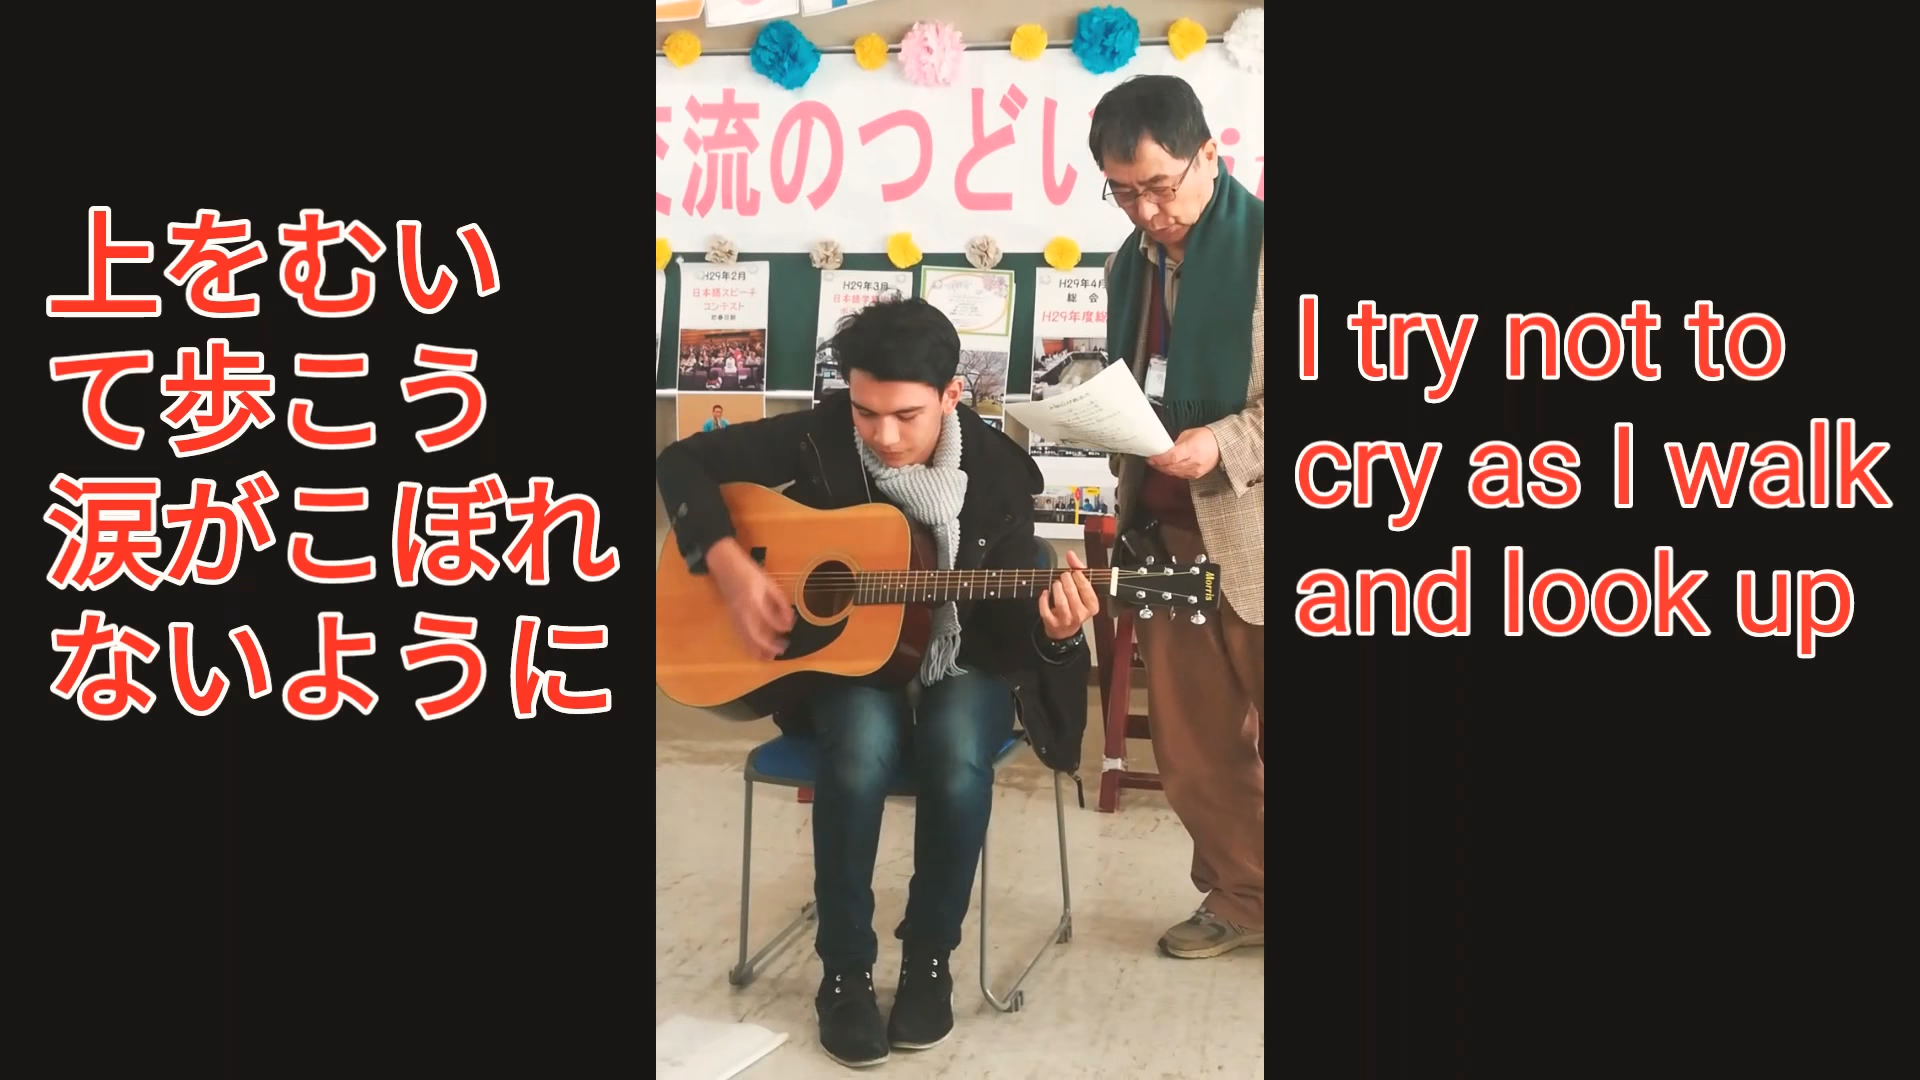 上をむい
て歩こう
涙がこぼれ
ないように
交流のつどい
H29年2月
日本語スピーチ
コンテスト
H29年3月
H29年4月
総 会
H29年度総
Morris
I try not to
cry as I walk
and look up